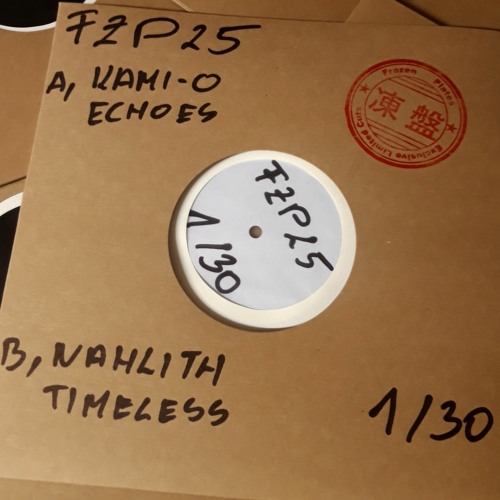 FZP25
A, KAMI-O
ECHOES
Frozen Plates
凍盤
Exclusive Limited Cuts
FZP25
1/30
B, NAHLITH
TIMELESS
1/30